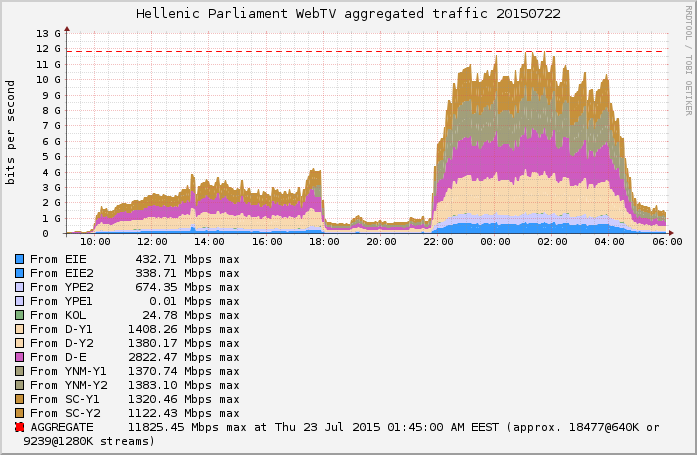 Hellenic Parliament WebTV aggregated traffic 20150722
RRDTOOL / TOBI OETIKER
bits per second
13 G
12 G
11 G
10 G
9 G
8 G
7 G
6 G
5 G
4 G
3 G
2 G
1 G
0
10:00 12:00 14:00 16:00 18:00 20:00 22:00 00:00 02:00 04:00 06:00
From EIE 432.71 Mbps max
From EIE2 338.71 Mbps max
From YPE2 674.35 Mbps max
From YPE1 0.01 Mbps max
From KOL 24.78 Mbps max
From D-Y1 1408.26 Mbps max
From D-Y2 1380.17 Mbps max
From D-E 2822.47 Mbps max
From YNM-Y1 1370.74 Mbps max
From YNM-Y2 1383.10 Mbps max
From SC-Y1 1320.46 Mbps max
From SC-Y2 1122.43 Mbps max
AGGREGATE 11825.45 Mbps max at Thu 23 Jul 2015 01:45:00 AM EEST (approx. 18477@640K or
9239@1280K streams)